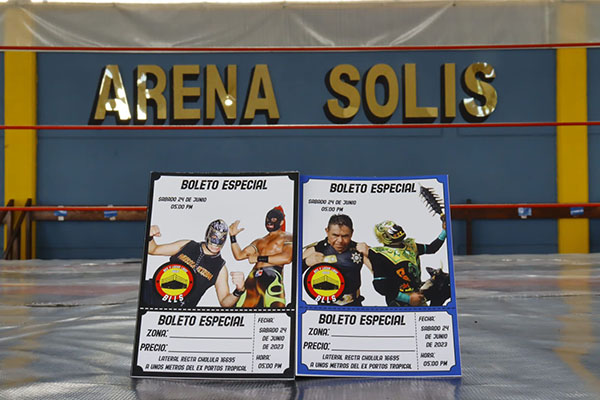 ARENA SOLIS
BOLETO ESPECIAL
SABADO 24 DE JUNIO
05:00 PM
BLLS
BOLETO ESPECIAL
ZONA:
PRECIO:
LATERAL RECTA CHOLULA 16695
A UNOS METROS DEL EX PORTOS TROPICAL
FECHA:
SABADO 24
DE JUNIO
DE 2023
HORA:
05:00 PM
BOLETO ESPECIAL
SABADO 24 DE JUNIO
05:00 PM
BLLS
BOLETO ESPECIAL
ZONA:
PRECIO:
LATERAL RECTA CHOLULA 16695
A UNOS METROS DEL EX PORTOS TROPICAL
FECHA:
SABADO 24
DE JUNIO
DE 2023
HORA:
05:00 PM